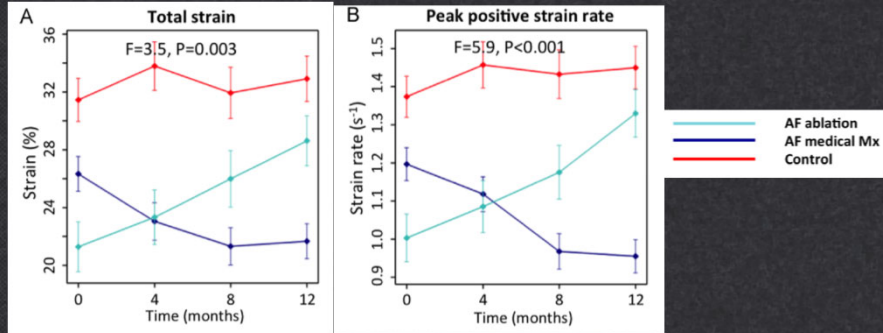 A
Total strain
F=3.5, P=0.003
Strain (%)
36
32
28
24
20
0 4 8 12
Time (months)
B
Peak positive strain rate
F=5.9, P<0.001
Strain rate (s⁻¹)
1.5
1.4
1.3
1.2
1.1
1.0
0.9
0 4 8 12
Time (months)
AF ablation
AF medical Mx
Control